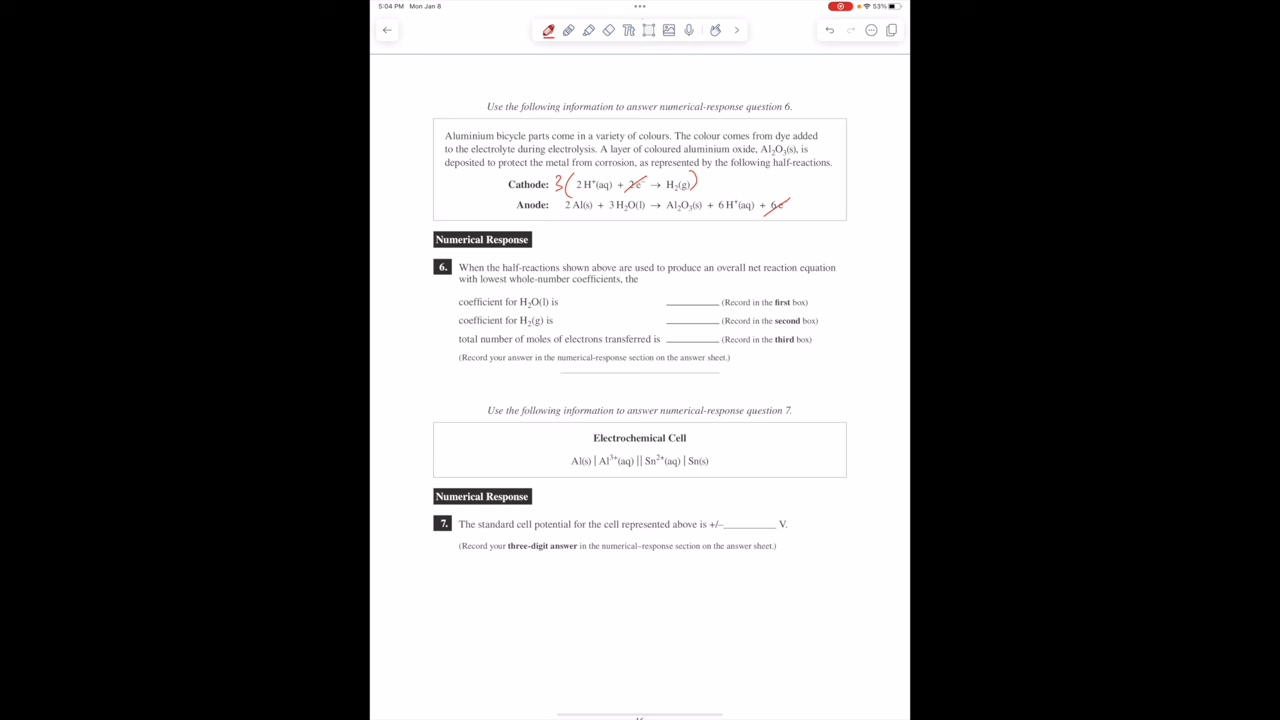 5:04 PM Mon Jan 8 53%
Use the following information to answer numerical-response question 6.
Aluminium bicycle parts come in a variety of colours. The colour comes from dye added
to the electrolyte during electrolysis. A layer of coloured aluminium oxide, Al₂O₃(s), is
deposited to protect the metal from corrosion, as represented by the following half-reactions.
Cathode: 3( 2 H⁺(aq) + 2 e⁻ → H₂(g) )
Anode: 2 Al(s) + 3 H₂O(l) → Al₂O₃(s) + 6 H⁺(aq) + 6 e⁻
Numerical Response
6. When the half-reactions shown above are used to produce an overall net reaction equation
with lowest whole-number coefficients, the
coefficient for H₂O(l) is ________ (Record in the first box)
coefficient for H₂(g) is ________ (Record in the second box)
total number of moles of electrons transferred is ________ (Record in the third box)
(Record your answer in the numerical-response section on the answer sheet.)
Use the following information to answer numerical-response question 7.
Electrochemical Cell
Al(s) | Al³⁺(aq) || Sn²⁺(aq) | Sn(s)
Numerical Response
7. The standard cell potential for the cell represented above is +/–________ V.
(Record your three-digit answer in the numerical–response section on the answer sheet.)